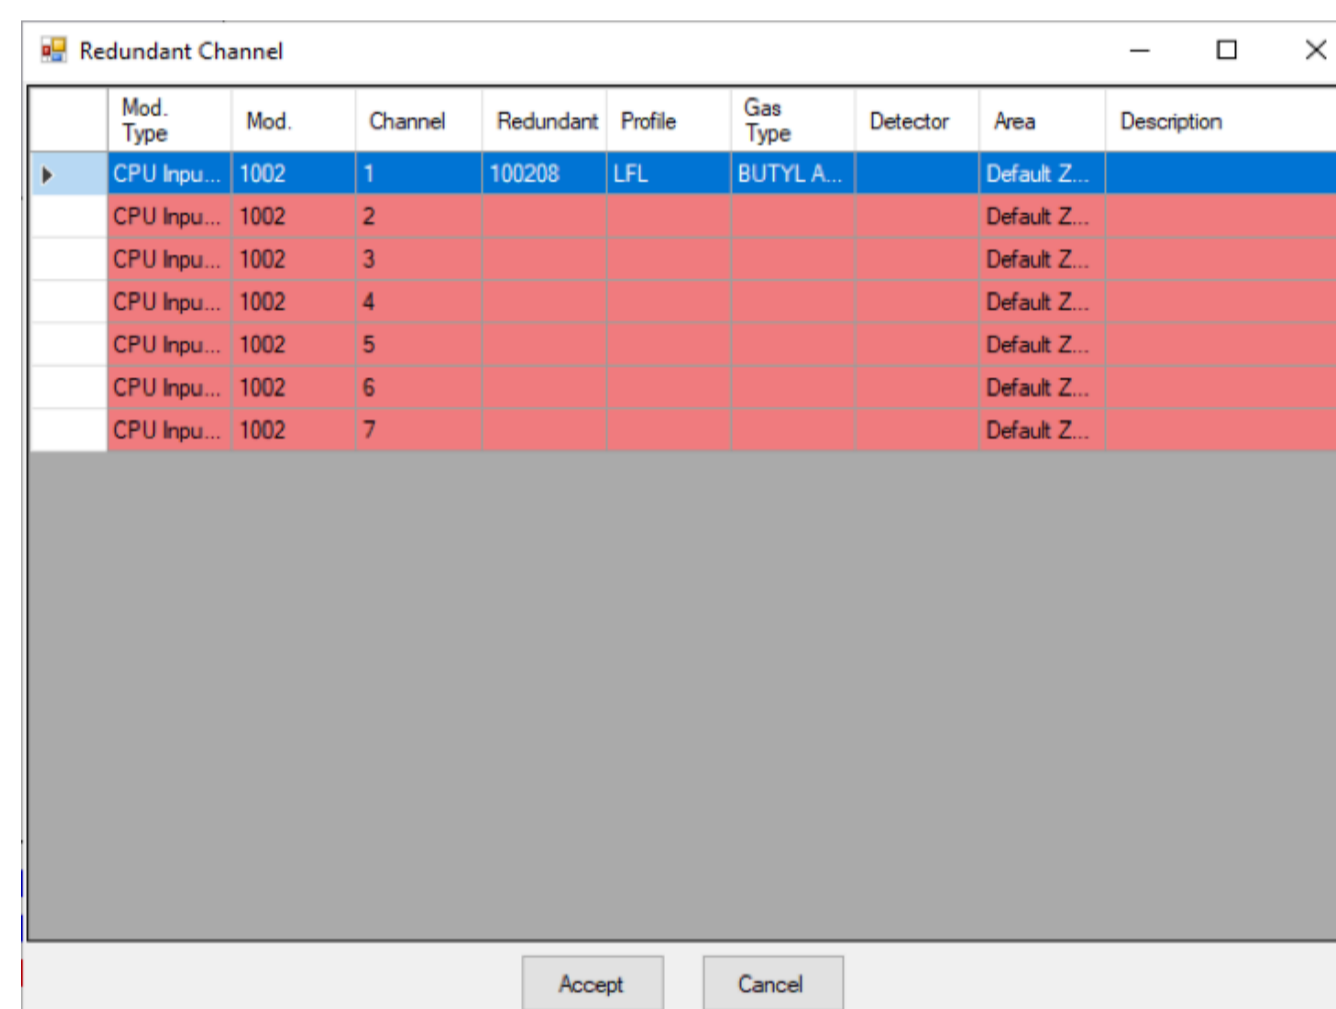 Redundant Channel
Mod. Type Mod. Channel Redundant Profile Gas Type Detector Area Description
CPU Inpu... 1002 1 100208 LFL BUTYL A... Default Z...
CPU Inpu... 1002 2 Default Z...
CPU Inpu... 1002 3 Default Z...
CPU Inpu... 1002 4 Default Z...
CPU Inpu... 1002 5 Default Z...
CPU Inpu... 1002 6 Default Z...
CPU Inpu... 1002 7 Default Z...
Accept Cancel